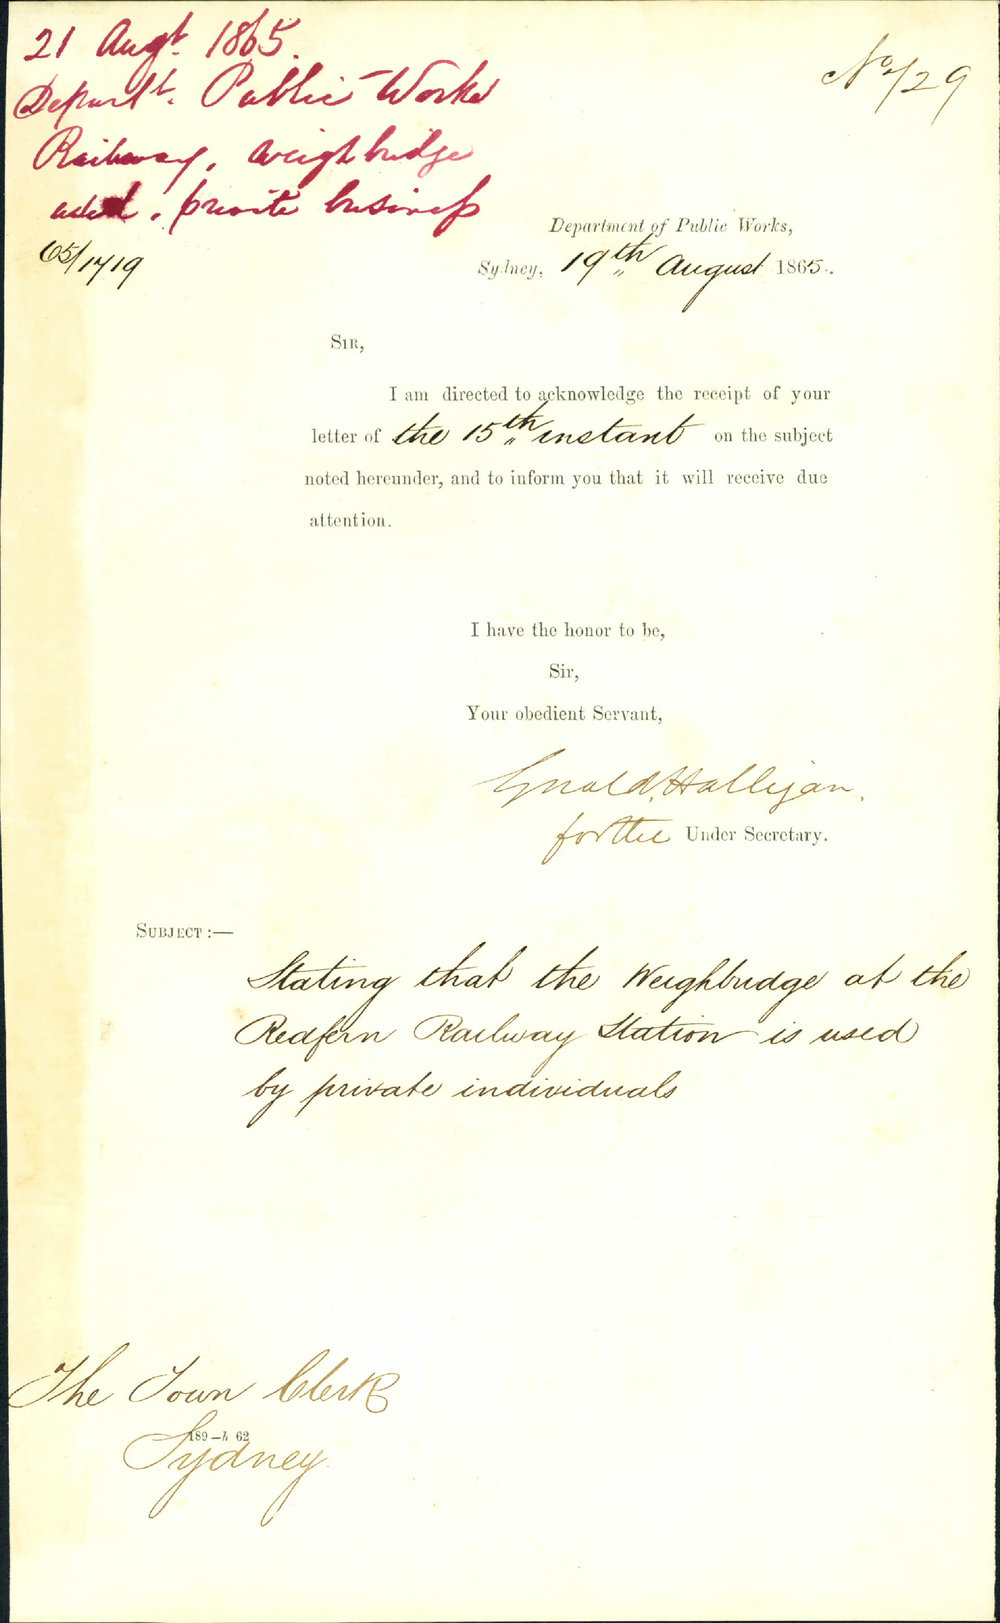 21 Augt. 1865.
Departt. Public Works
Railway, weighbridge
used, private business
65/1719
No 729
Department of Public Works,
Sydney, 19th August 1865.
SIR,
I am directed to acknowledge the receipt of your
letter of the 15th instant on the subject
noted hereunder, and to inform you that it will receive due
attention.
I have the honor to be,
Sir,
Your obedient Servant,
Gerald Halligan.
for the Under Secretary.
SUBJECT :—
Stating that the Weighbridge at the
Redfern Railway Station is used
by private individuals
The Town Clerk
189—62
Sydney.